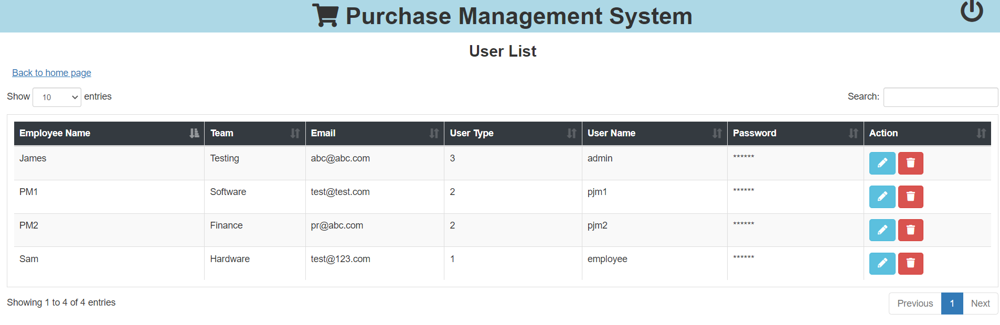 Purchase Management System
User List
Back to home page
Show 10 entries Search:
Employee Name Team Email User Type User Name Password Action
James Testing abc@abc.com 3 admin ******
PM1 Software test@test.com 2 pjm1 ******
PM2 Finance pr@abc.com 2 pjm2 ******
Sam Hardware test@123.com 1 employee ******
Showing 1 to 4 of 4 entries Previous 1 Next